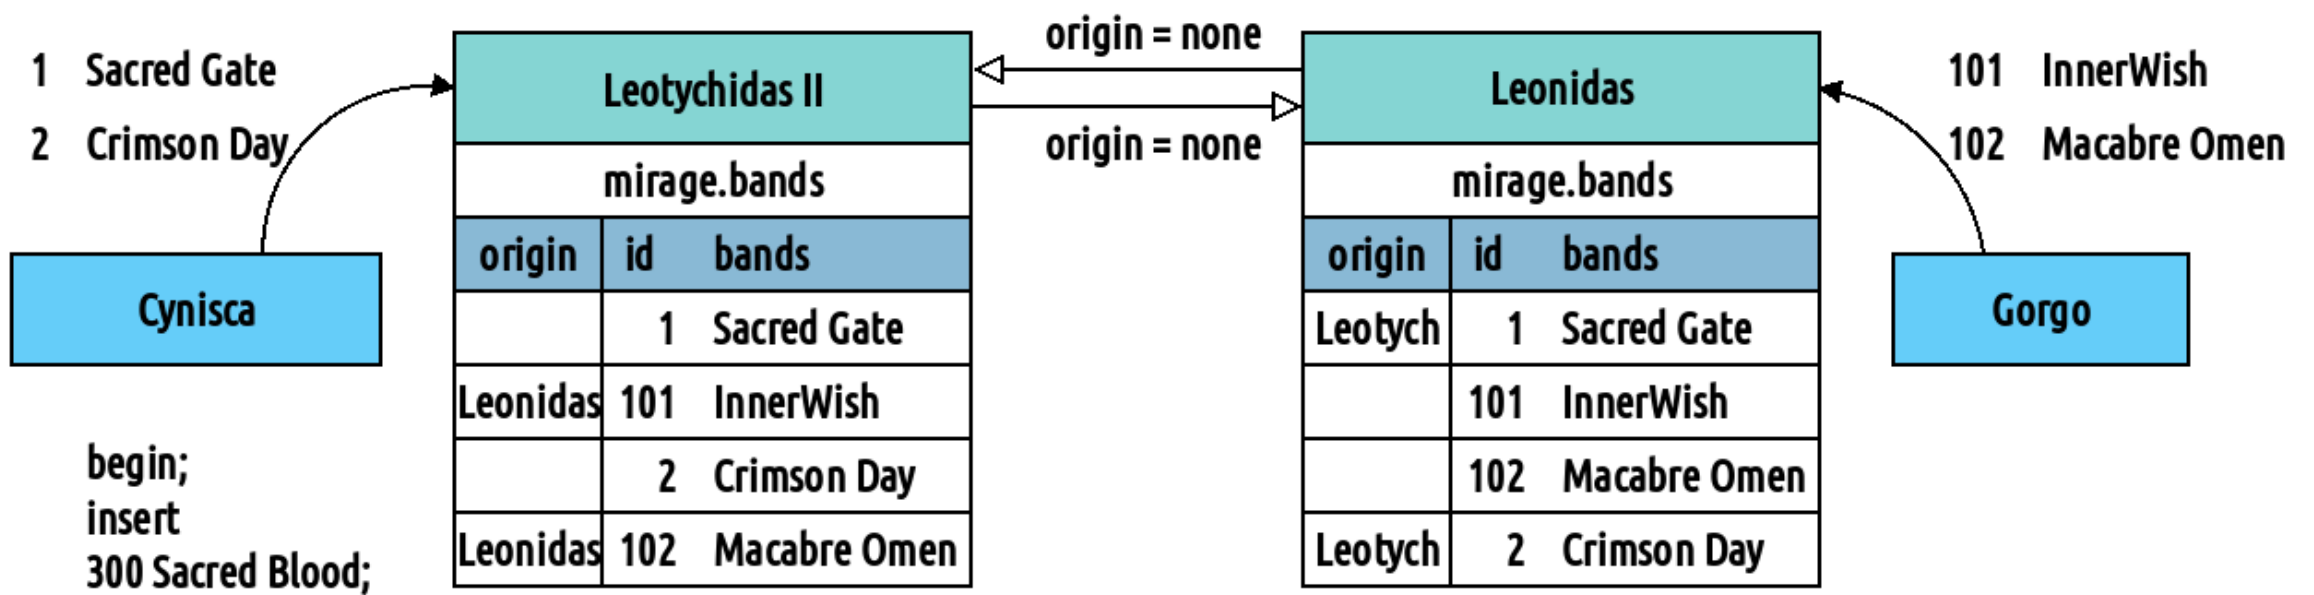 1 Sacred Gate
2 Crimson Day
Cynisca
begin;
insert
300 Sacred Blood;
Leotychidas II
mirage.bands
origin id bands
1 Sacred Gate
Leonidas 101 InnerWish
2 Crimson Day
Leonidas 102 Macabre Omen
origin = none
origin = none
Leonidas
mirage.bands
origin id bands
Leotych 1 Sacred Gate
101 InnerWish
102 Macabre Omen
Leotych 2 Crimson Day
101 InnerWish
102 Macabre Omen
Gorgo